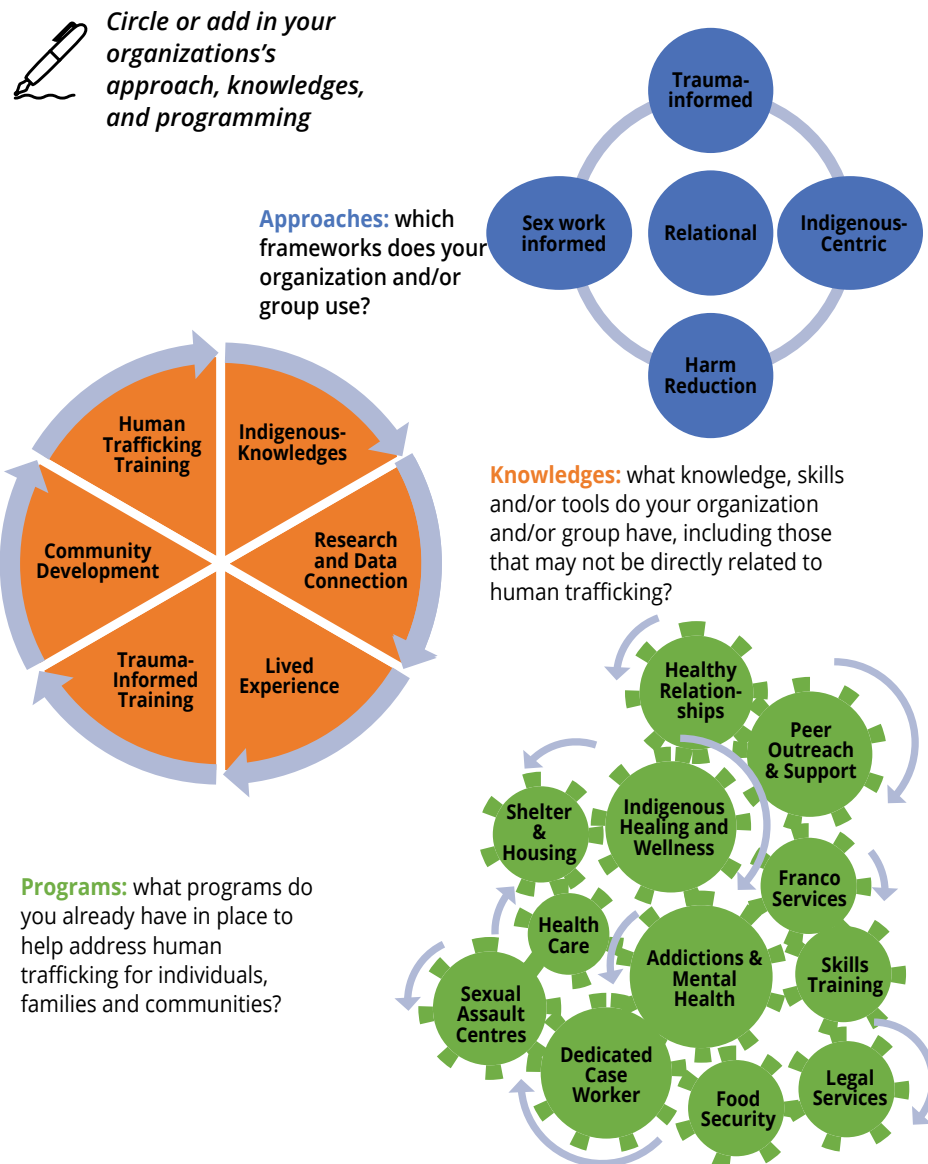 Circle or add in your
organizations's
approach, knowledges,
and programming
Trauma-
informed
Sex work
informed
Relational
Indigenous-
Centric
Harm
Reduction
Approaches: which
frameworks does your
organization and/or
group use?
Human
Trafficking
Training
Indigenous-
Knowledges
Community
Development
Research
and Data
Connection
Trauma-
Informed
Training
Lived
Experience
Knowledges: what knowledge, skills
and/or tools do your organization
and/or group have, including those
that may not be directly related to
human trafficking?
Healthy
Relation-
ships
Peer
Outreach
& Support
Shelter
&
Housing
Indigenous
Healing and
Wellness
Franco
Services
Health
Care
Addictions &
Mental
Health
Skills
Training
Sexual
Assault
Centres
Dedicated
Case
Worker
Food
Security
Legal
Services
Programs: what programs do
you already have in place to
help address human
trafficking for individuals,
families and communities?